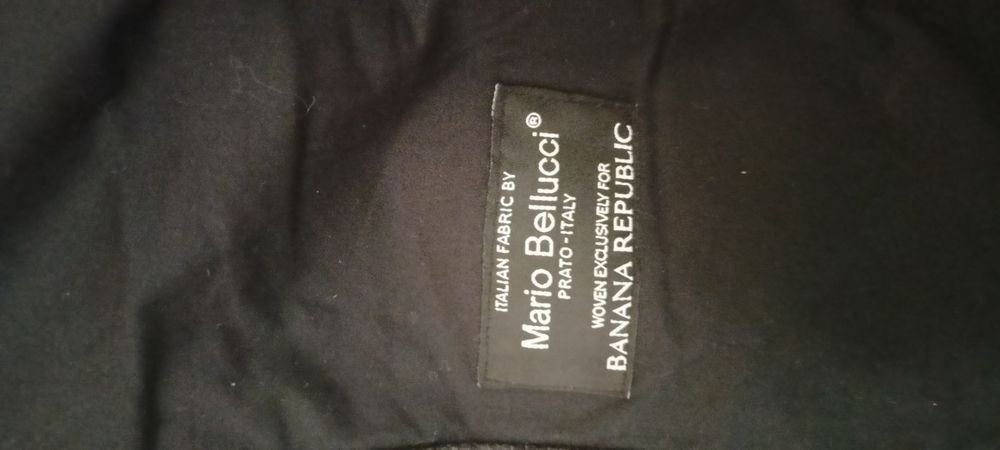 ITALIAN FABRIC BY
Mario Bellucci®
PRATO - ITALY
WOVEN EXCLUSIVELY FOR
BANANA REPUBLIC